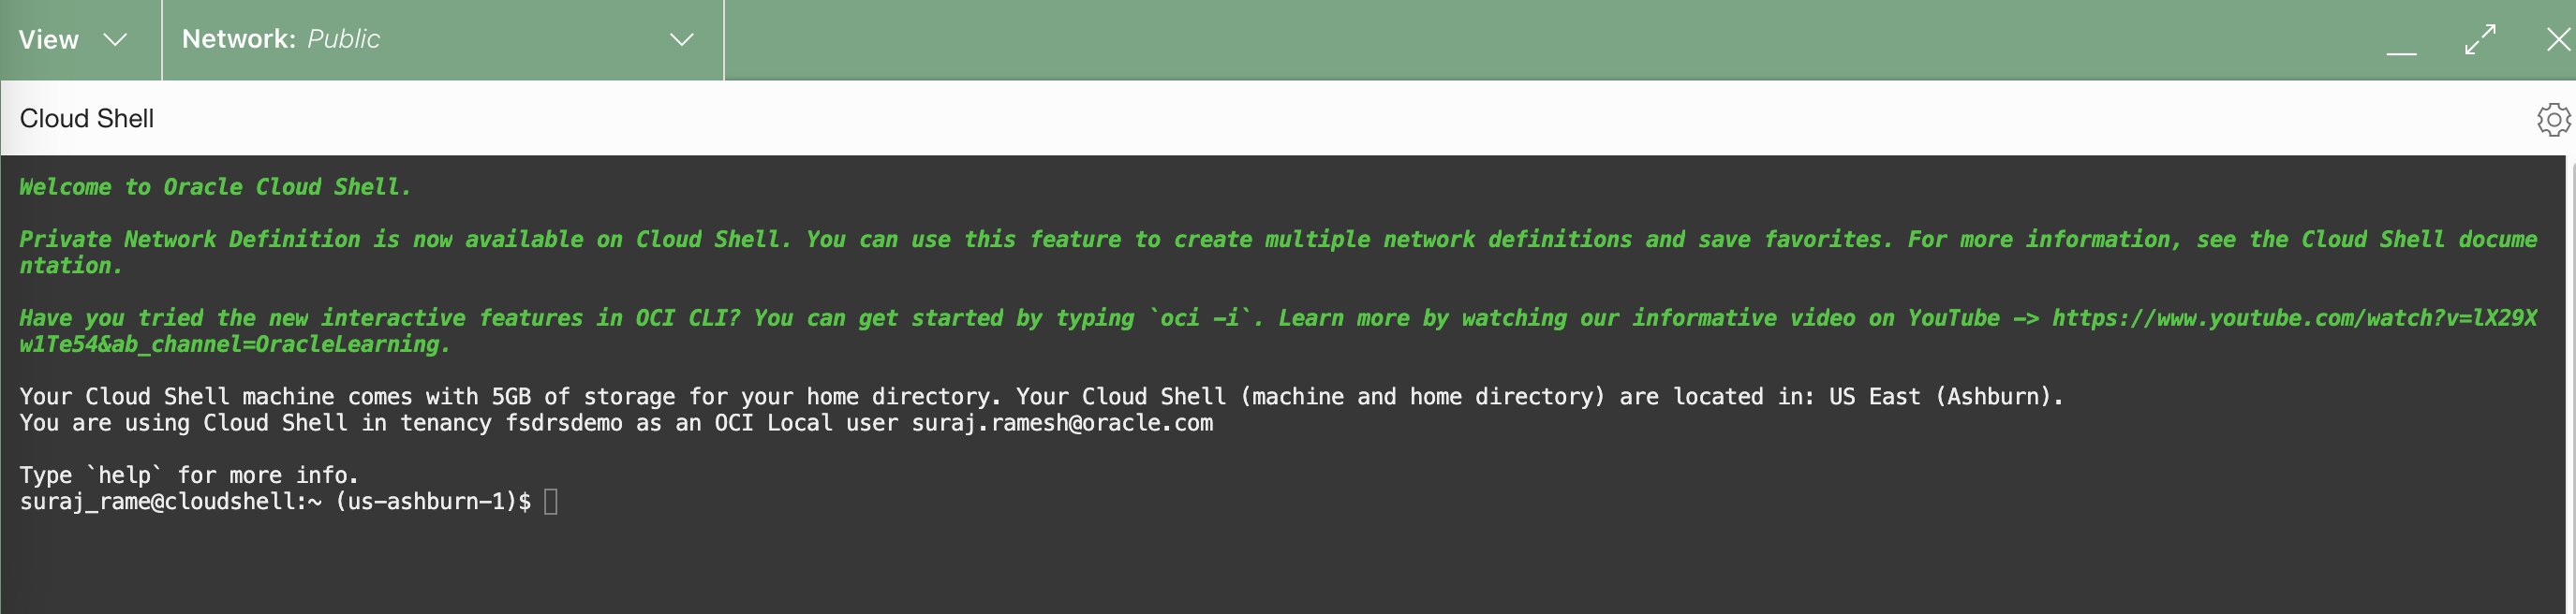 View
Network: Public
Cloud Shell
Welcome to Oracle Cloud Shell.
Private Network Definition is now available on Cloud Shell. You can use this feature to create multiple network definitions and save favorites. For more information, see the Cloud Shell docume
ntation.
Have you tried the new interactive features in OCI CLI? You can get started by typing `oci -i`. Learn more by watching our informative video on YouTube -> https://www.youtube.com/watch?v=lX29X
w1Te54&ab_channel=OracleLearning.
Your Cloud Shell machine comes with 5GB of storage for your home directory. Your Cloud Shell (machine and home directory) are located in: US East (Ashburn).
You are using Cloud Shell in tenancy fsdrsdemo as an OCI Local user suraj.ramesh@oracle.com
Type `help` for more info.
suraj_rame@cloudshell:~ (us-ashburn-1)$